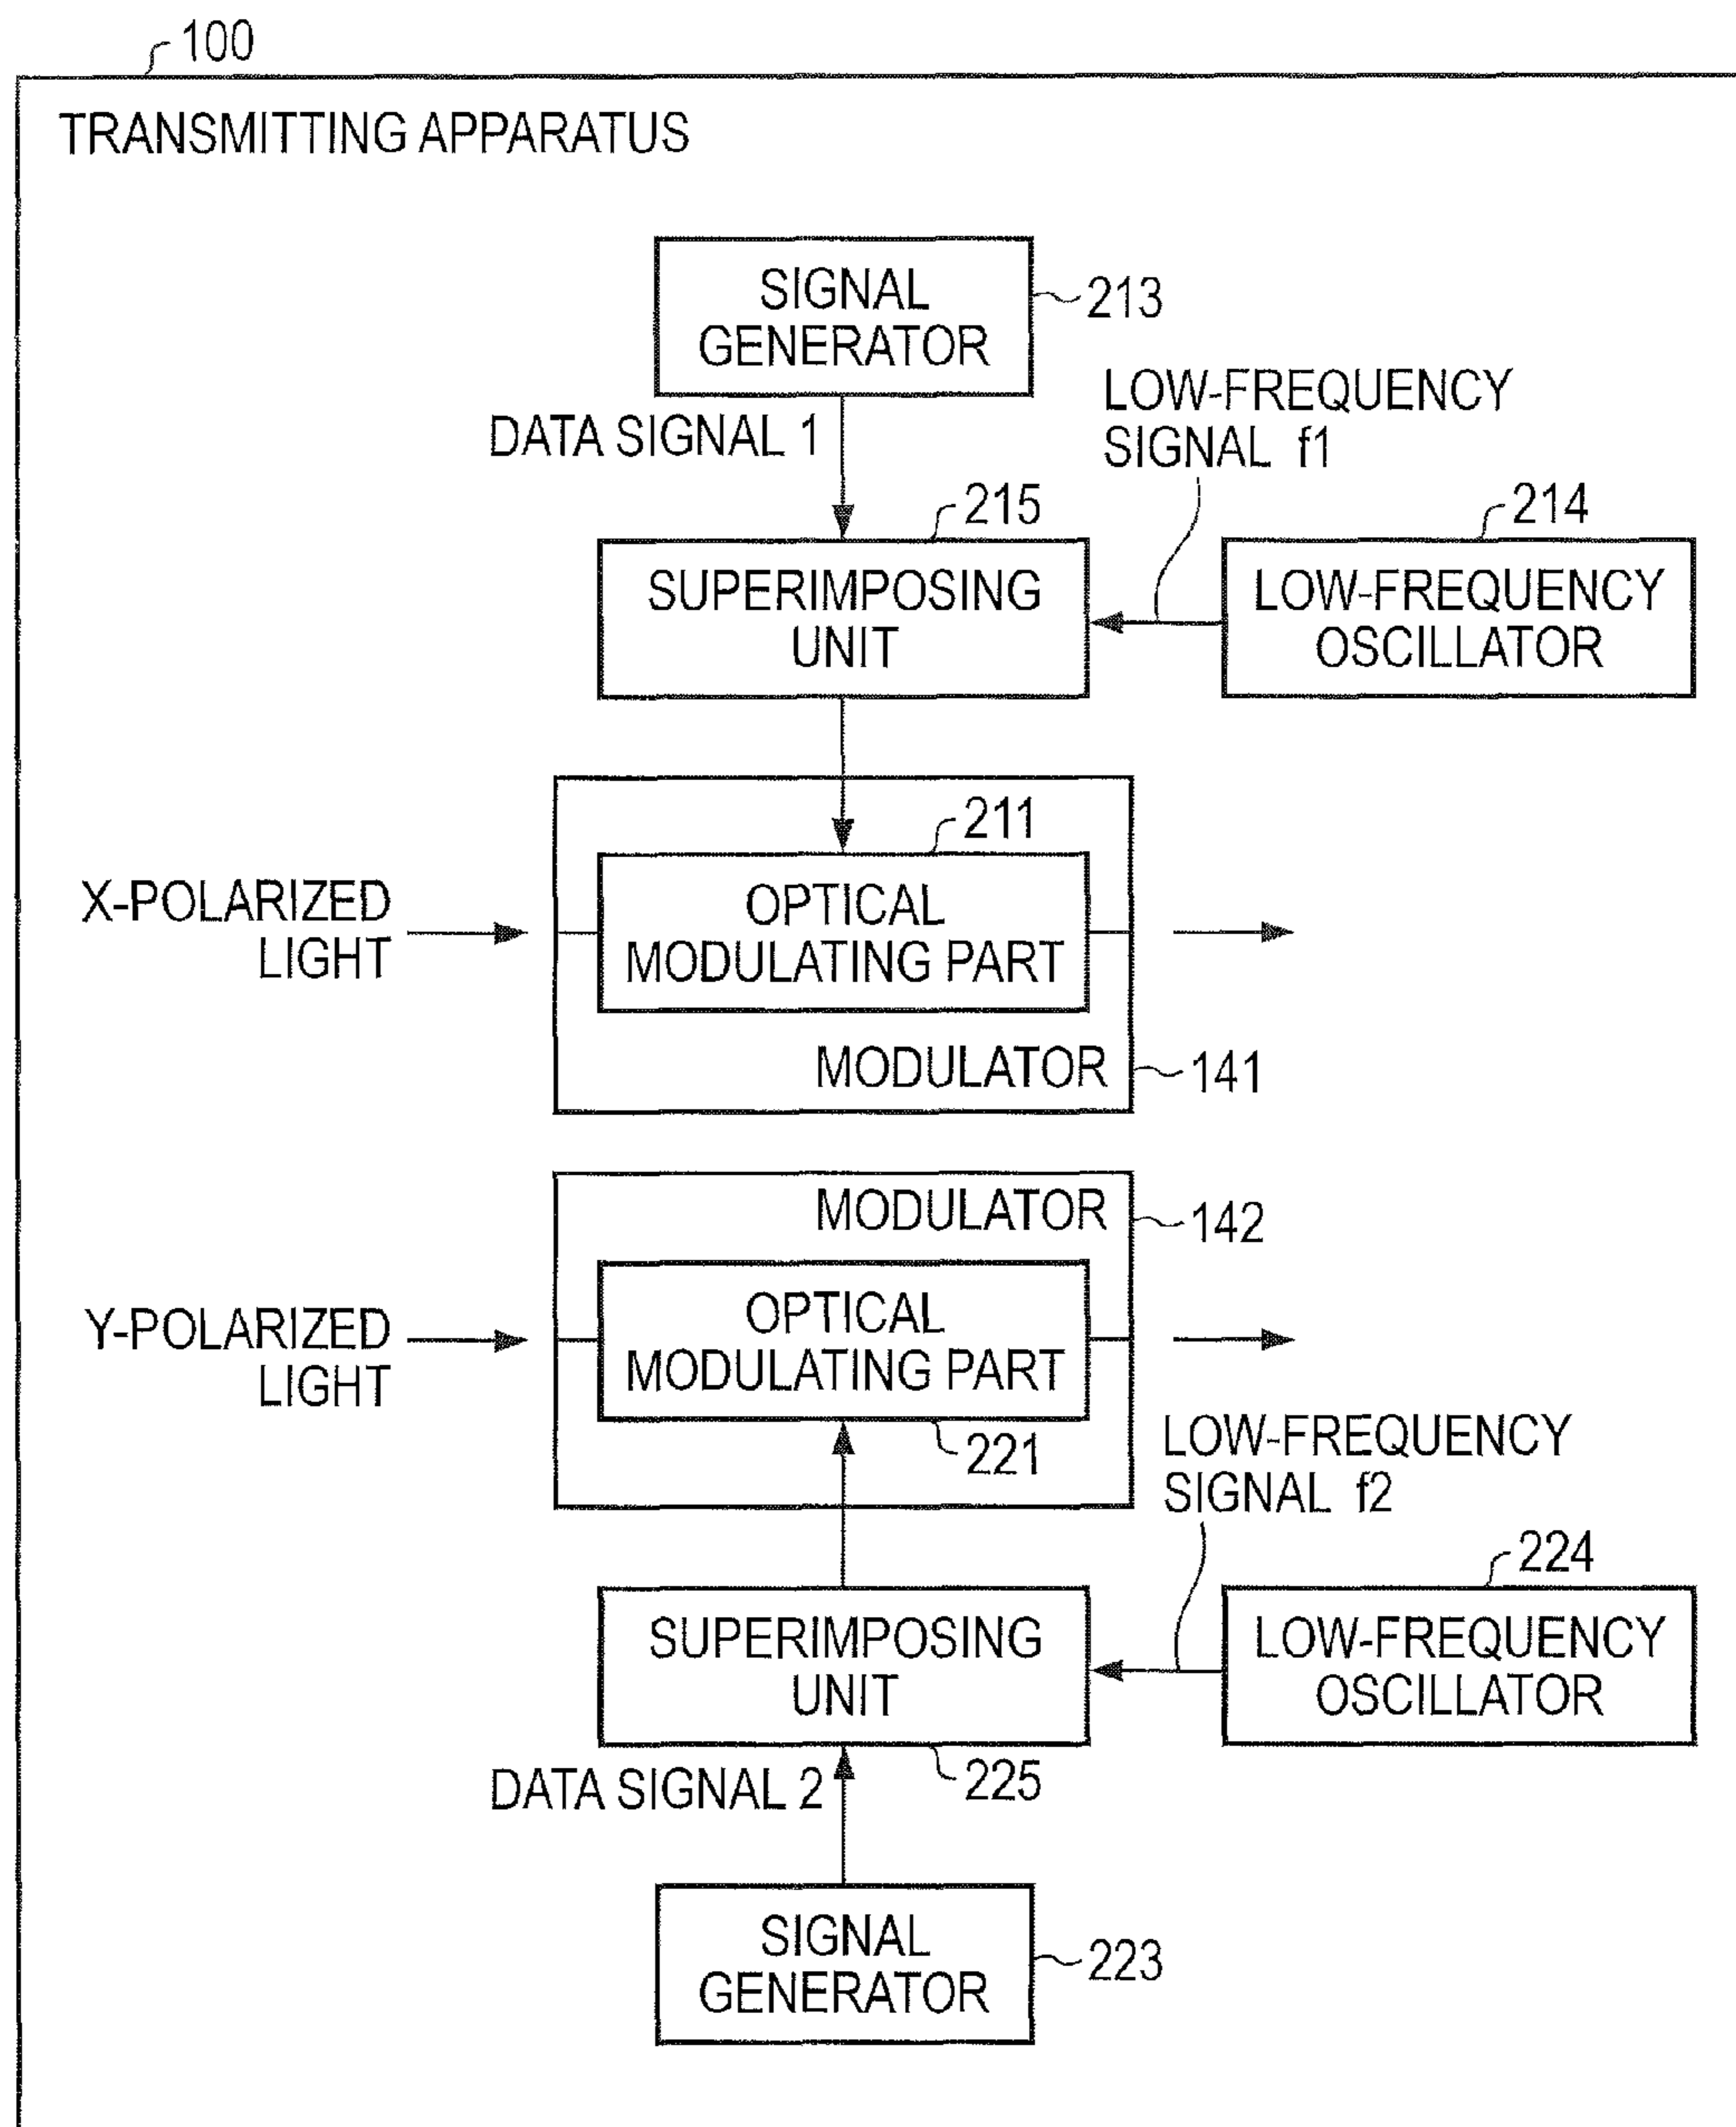 100
TRANSMITTING APPARATUS
SIGNAL
GENERATOR
213
DATA SIGNAL 1
LOW-FREQUENCY
SIGNAL f1
215
214
SUPERIMPOSING
UNIT
LOW-FREQUENCY
OSCILLATOR
211
X-POLARIZED
LIGHT
OPTICAL
MODULATING PART
MODULATOR
141
MODULATOR
142
Y-POLARIZED
LIGHT
OPTICAL
MODULATING PART
221
LOW-FREQUENCY
SIGNAL f2
224
SUPERIMPOSING
UNIT
LOW-FREQUENCY
OSCILLATOR
225
DATA SIGNAL 2
SIGNAL
GENERATOR
223